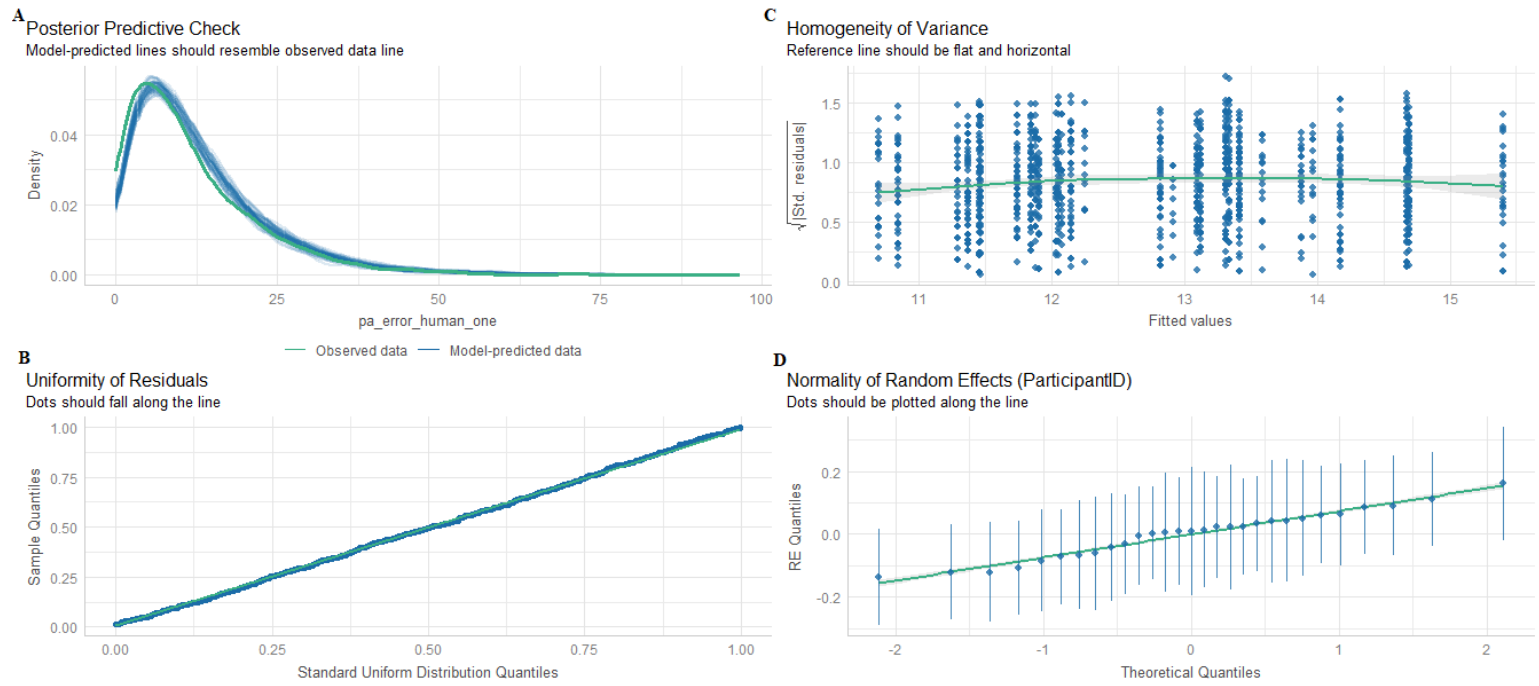 A
Posterior Predictive Check
Model-predicted lines should resemble observed data line
Density
0.04
0.02
0.00
0 25 50 75 100
pa_error_human_one
Observed data Model-predicted data
C
Homogeneity of Variance
Reference line should be flat and horizontal
√|Std. residuals|
1.5
1.0
0.5
0.0
11 12 13 14 15
Fitted values
B
Uniformity of Residuals
Dots should fall along the line
Sample Quantiles
1.00
0.75
0.50
0.25
0.00
0.00 0.25 0.50 0.75 1.00
Standard Uniform Distribution Quantiles
D
Normality of Random Effects (ParticipantID)
Dots should be plotted along the line
RE Quantiles
0.2
0.0
-0.2
-2 -1 0 1 2
Theoretical Quantiles